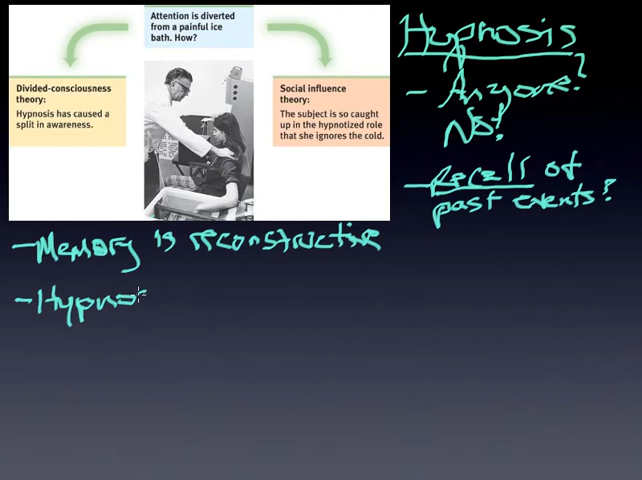 Attention is diverted
from a painful ice
bath. How?
Divided-consciousness
theory:
Hypnosis has caused a
split in awareness.
Social influence
theory:
The subject is so caught
up in the hypnotized role
that she ignores the cold.
Hypnosis
- Anyone?
No!
- Recall of
past events?
- Memory is reconstructive
- Hypno